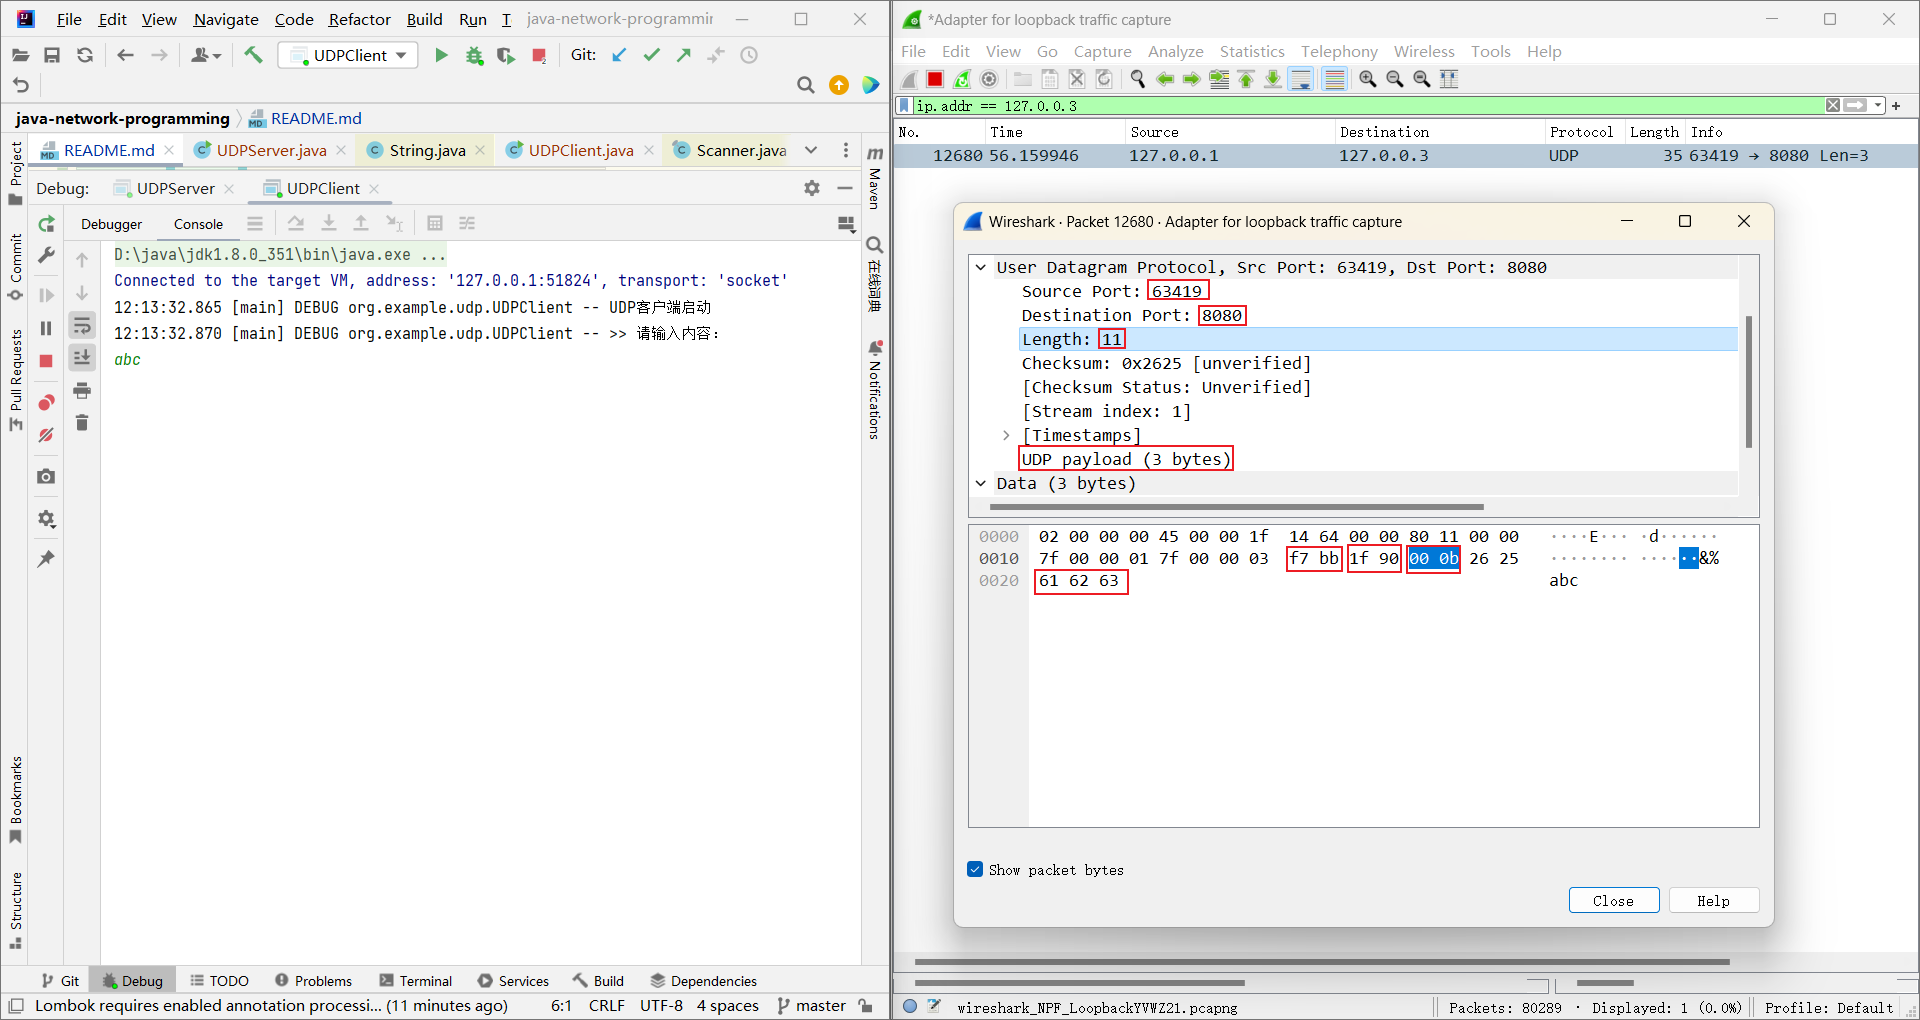 File Edit View Navigate Code Refactor Build Run T java-network-programmin
UDPClient Git:
java-network-programming README.md
README.md UDPServer.java String.java UDPClient.java Scanner.java
Debug: UDPServer UDPClient
Debugger Console
D:\java\jdk1.8.0_351\bin\java.exe ...
Connected to the target VM, address: '127.0.0.1:51824', transport: 'socket'
12:13:32.865 [main] DEBUG org.example.udp.UDPClient -- UDP客户端启动
12:13:32.870 [main] DEBUG org.example.udp.UDPClient -- >> 请输入内容：
abc
Project
Commit
Pull Requests
Bookmarks
Structure
m
Maven
在线词典
Notifications
Git Debug TODO Problems Terminal Services Build Dependencies
Lombok requires enabled annotation processi... (11 minutes ago) 6:1 CRLF UTF-8 4 spaces master
*Adapter for loopback traffic capture
File Edit View Go Capture Analyze Statistics Telephony Wireless Tools Help
ip.addr == 127.0.0.3
No. Time Source Destination Protocol Length Info
12680 56.159946 127.0.0.1 127.0.0.3 UDP 35 63419 → 8080 Len=3
Wireshark · Packet 12680 · Adapter for loopback traffic capture
User Datagram Protocol, Src Port: 63419, Dst Port: 8080
Source Port: 63419
Destination Port: 8080
Length: 11
Checksum: 0x2625 [unverified]
[Checksum Status: Unverified]
[Stream index: 1]
[Timestamps]
UDP payload (3 bytes)
Data (3 bytes)
0000 02 00 00 00 45 00 00 1f 14 64 00 00 80 11 00 00 ····E··· ·d······
0010 7f 00 00 01 7f 00 00 03 f7 bb 1f 90 00 0b 26 25 ········ ······&%
0020 61 62 63 abc
Show packet bytes
Close Help
wireshark_NPF_LoopbackYVWZ21.pcapng Packets: 80289 · Displayed: 1 (0.0%) Profile: Default